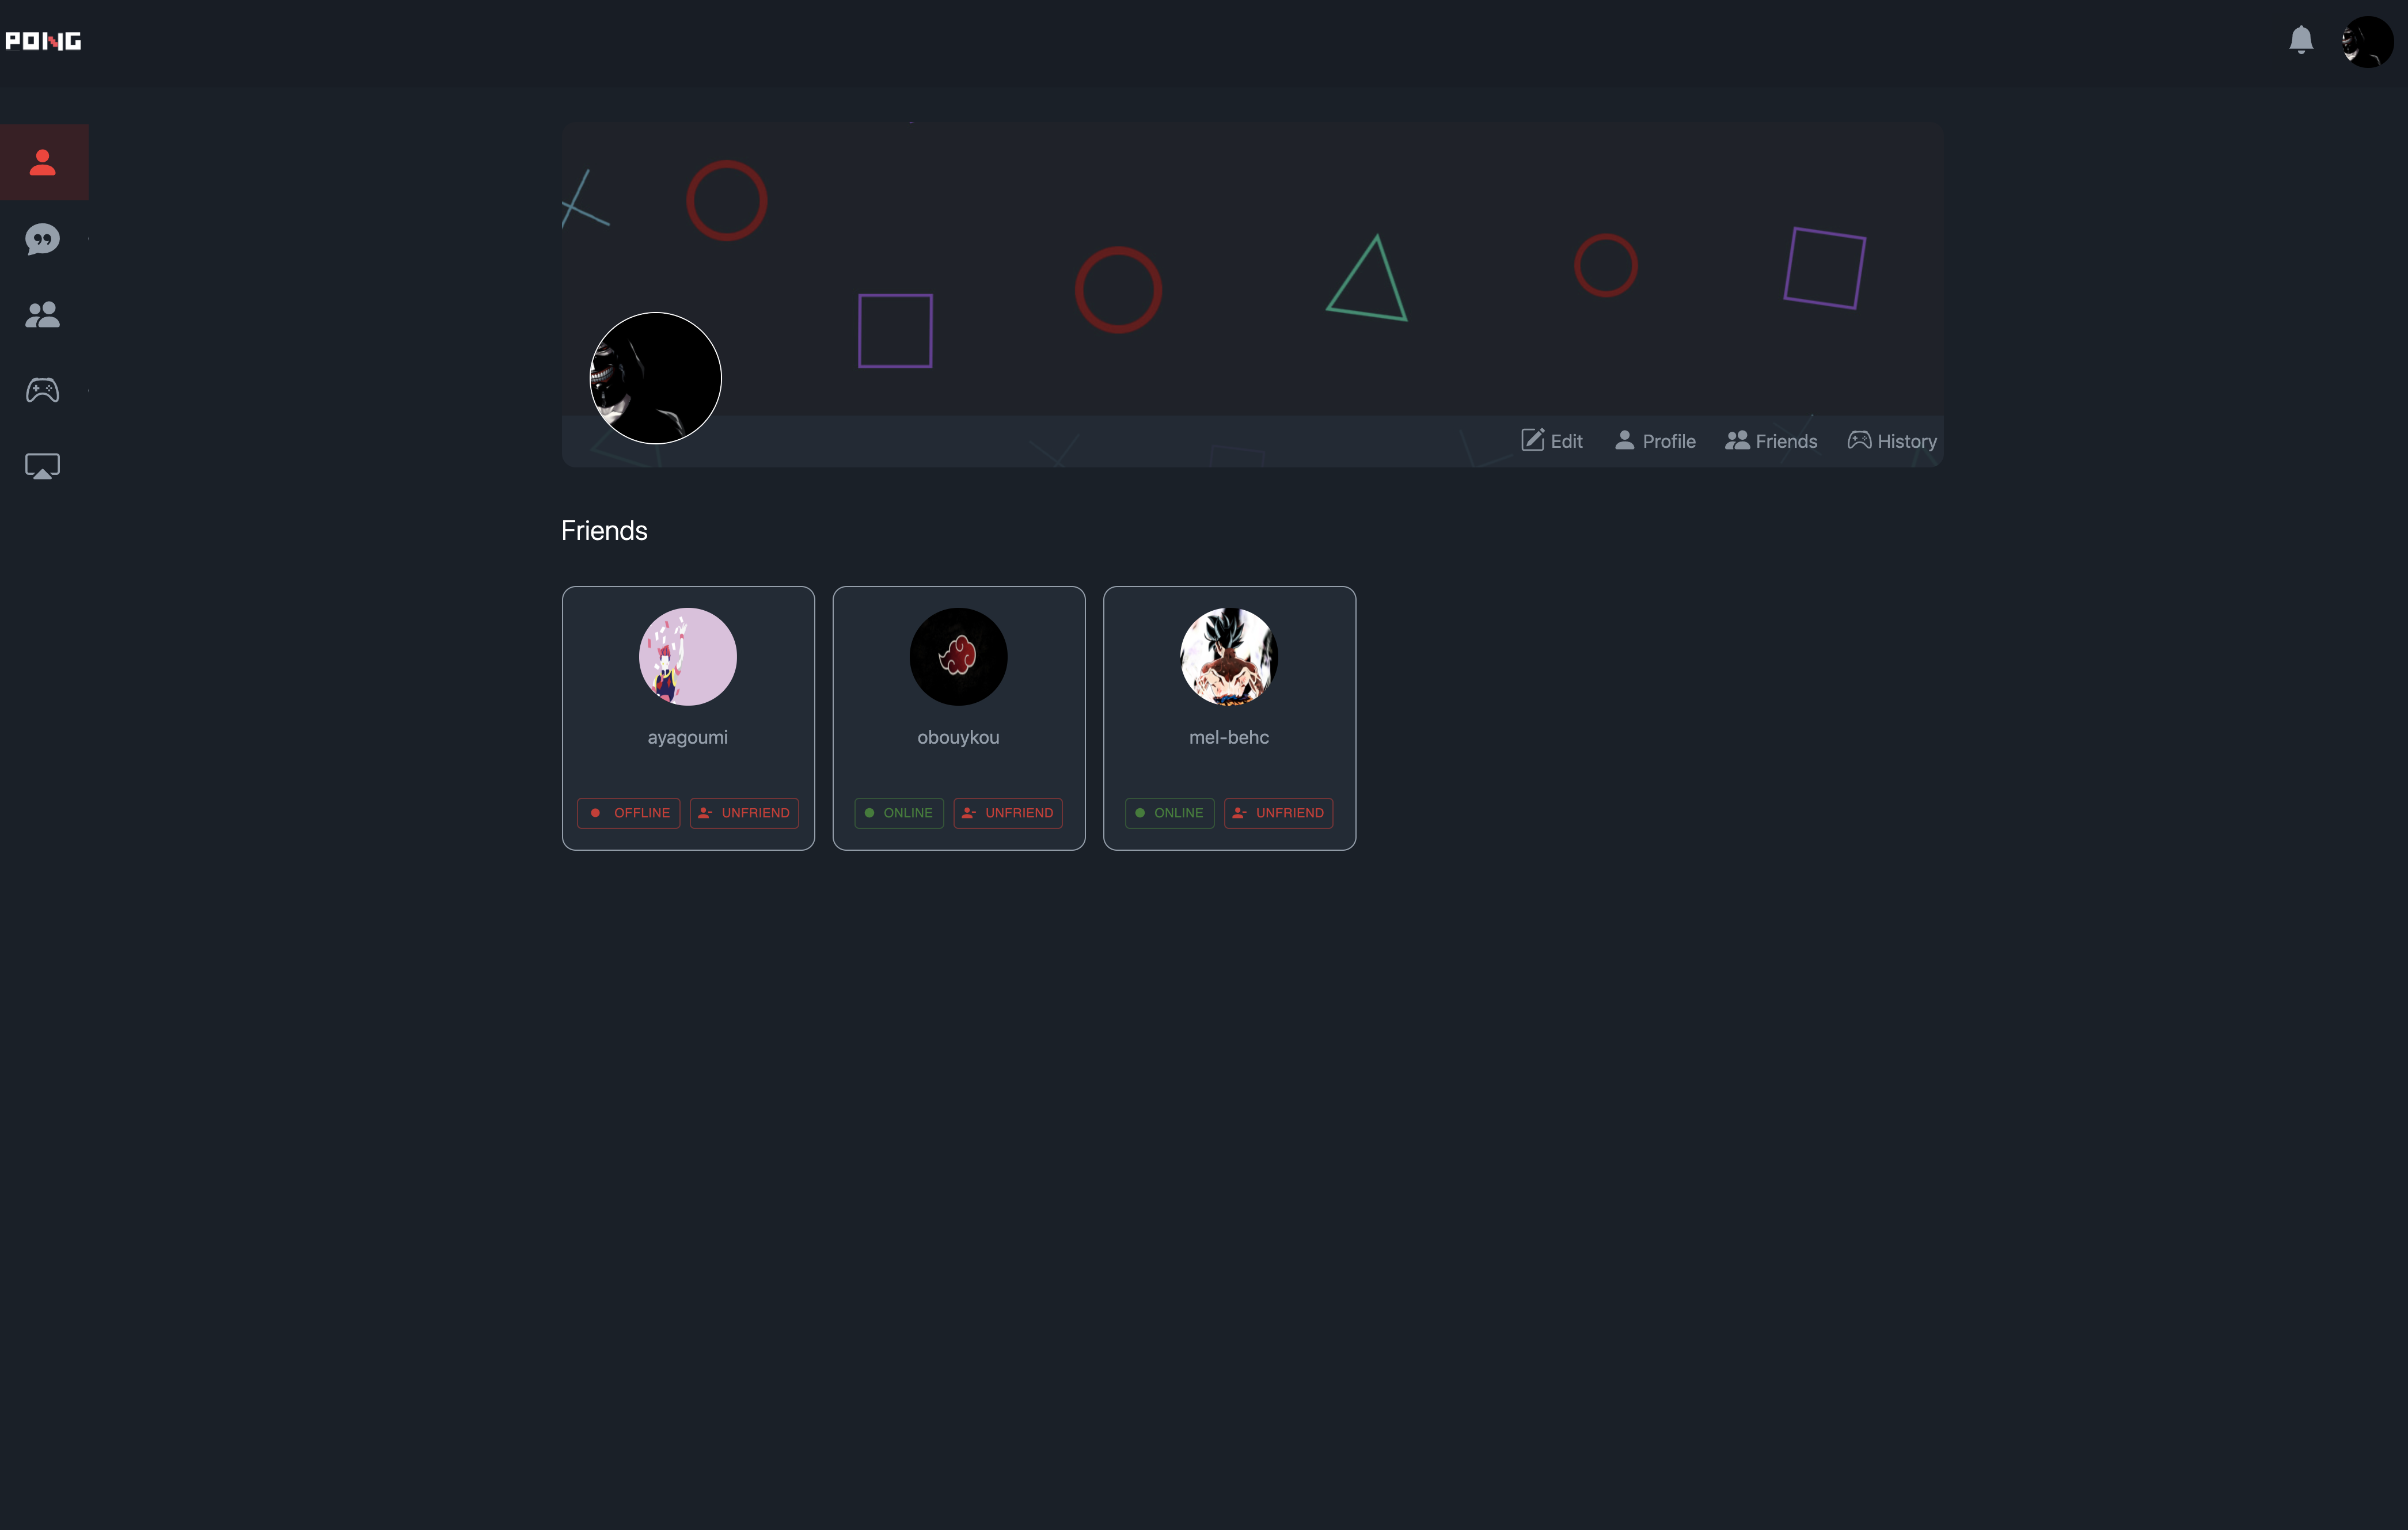 PONG
Edit Profile Friends History
Friends
ayagoumi obouykou mel-behc
OFFLINE UNFRIEND ONLINE UNFRIEND ONLINE UNFRIEND